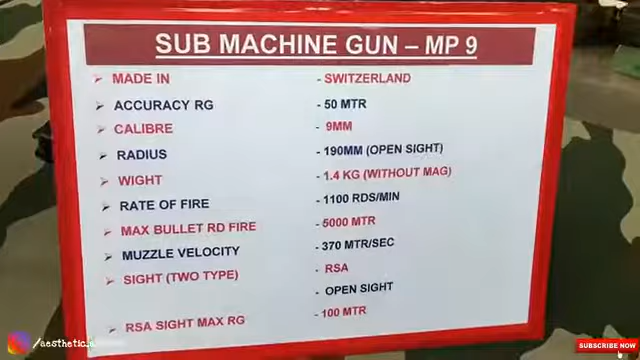 SUB MACHINE GUN – MP 9
➢ MADE IN - SWITZERLAND
➢ ACCURACY RG - 50 MTR
➢ CALIBRE - 9MM
➢ RADIUS - 190MM (OPEN SIGHT)
➢ WIGHT - 1.4 KG (WITHOUT MAG)
➢ RATE OF FIRE - 1100 RDS/MIN
➢ MAX BULLET RD FIRE - 5000 MTR
➢ MUZZLE VELOCITY - 370 MTR/SEC
➢ SIGHT (TWO TYPE) - RSA
- OPEN SIGHT
➢ RSA SIGHT MAX RG - 100 MTR
SUBSCRIBE NOW